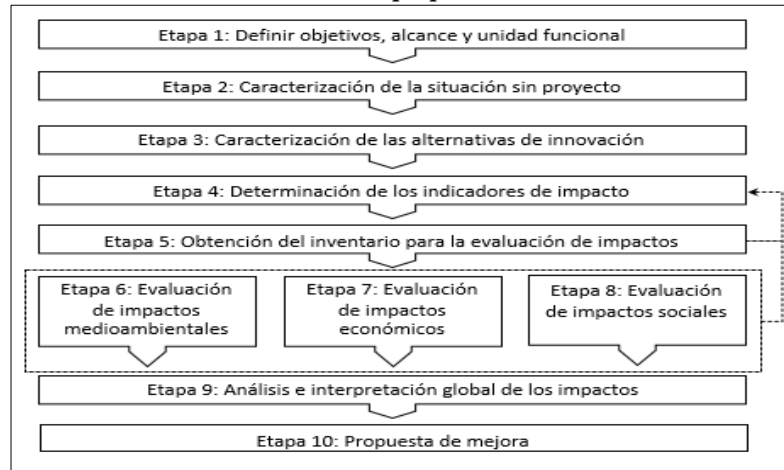 Etapa 1: Definir objetivos, alcance y unidad funcional
Etapa 2: Caracterización de la situación sin proyecto
Etapa 3: Caracterización de las alternativas de innovación
Etapa 4: Determinación de los indicadores de impacto
Etapa 5: Obtención del inventario para la evaluación de impactos
Etapa 6: Evaluación
de impactos
medioambientales
Etapa 7: Evaluación
de impactos
económicos
Etapa 8: Evaluación
de impactos sociales
Etapa 9: Análisis e interpretación global de los impactos
Etapa 10: Propuesta de mejora